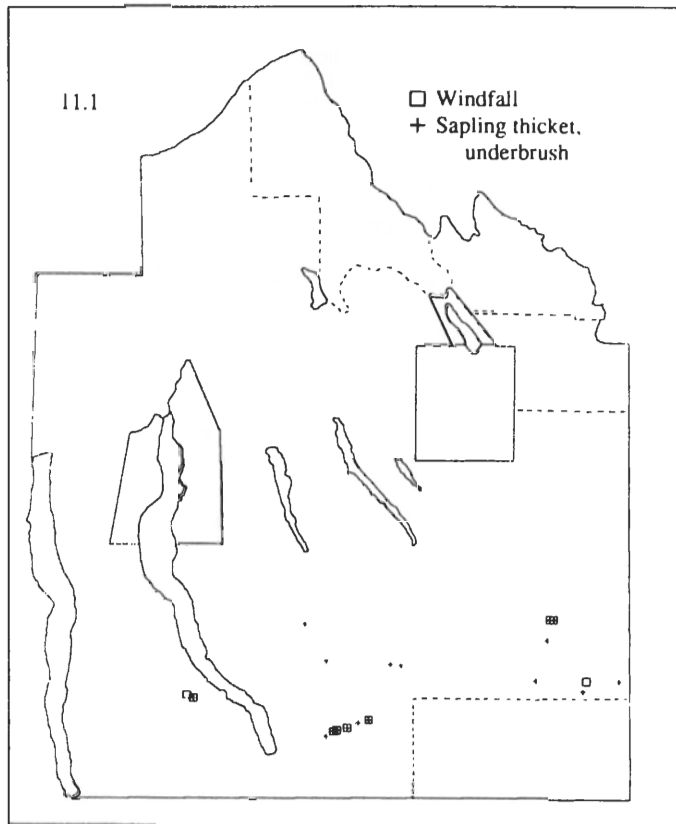 11.1
□ Windfall
+ Sapling thicket,
underbrush